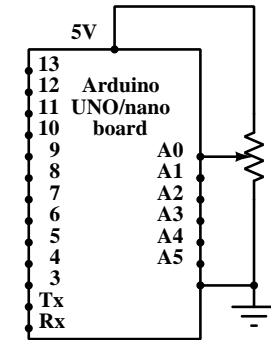 5V
13
12 Arduino
11 UNO/nano
10 board
9 A0
8 A1
7 A2
6 A3
5 A4
4 A5
3
Tx
Rx